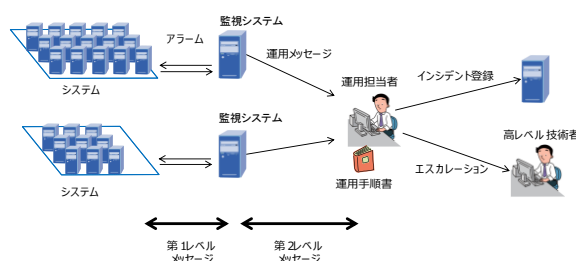 監視システム
アラーム
運用メッセージ
システム
運用担当者
インシデント登録
監視システム
高レベル技術者
システム
運用手順書
エスカレーション
第1レベル
メッセージ
第2レベル
メッセージ